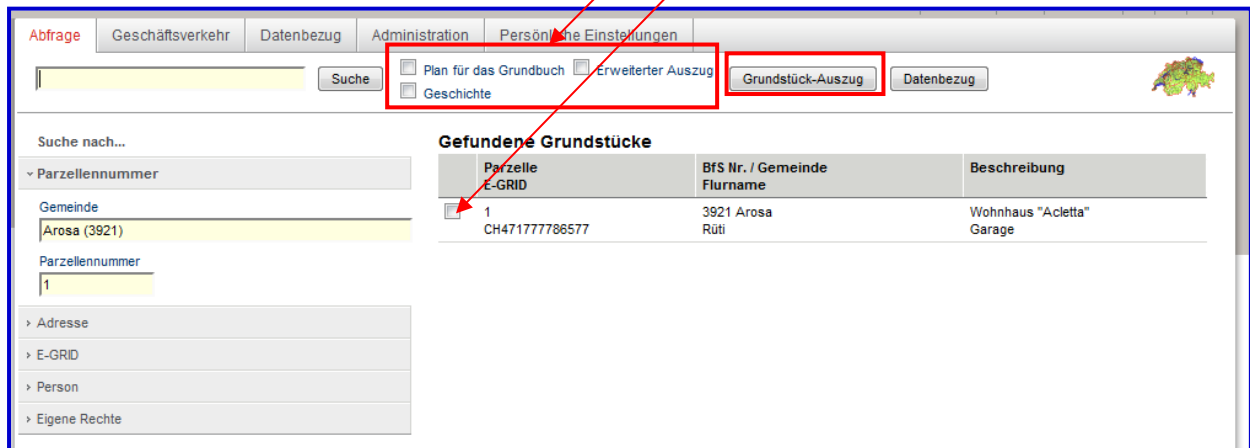 Abfrage Geschäftsverkehr Datenbezug Administration Persönliche Einstellungen
Suche Plan für das Grundbuch Erweiterter Auszug Grundstück-Auszug Datenbezug
Geschichte
Suche nach...
Parzellennummer
Gemeinde
Arosa (3921)
Parzellennummer
1
Adresse
E-GRID
Person
Eigene Rechte
Gefundene Grundstücke
Parzelle BfS Nr. / Gemeinde Beschreibung
E-GRID Flurname
1 3921 Arosa Wohnhaus "Acletta"
CH471777786577 Rüti Garage